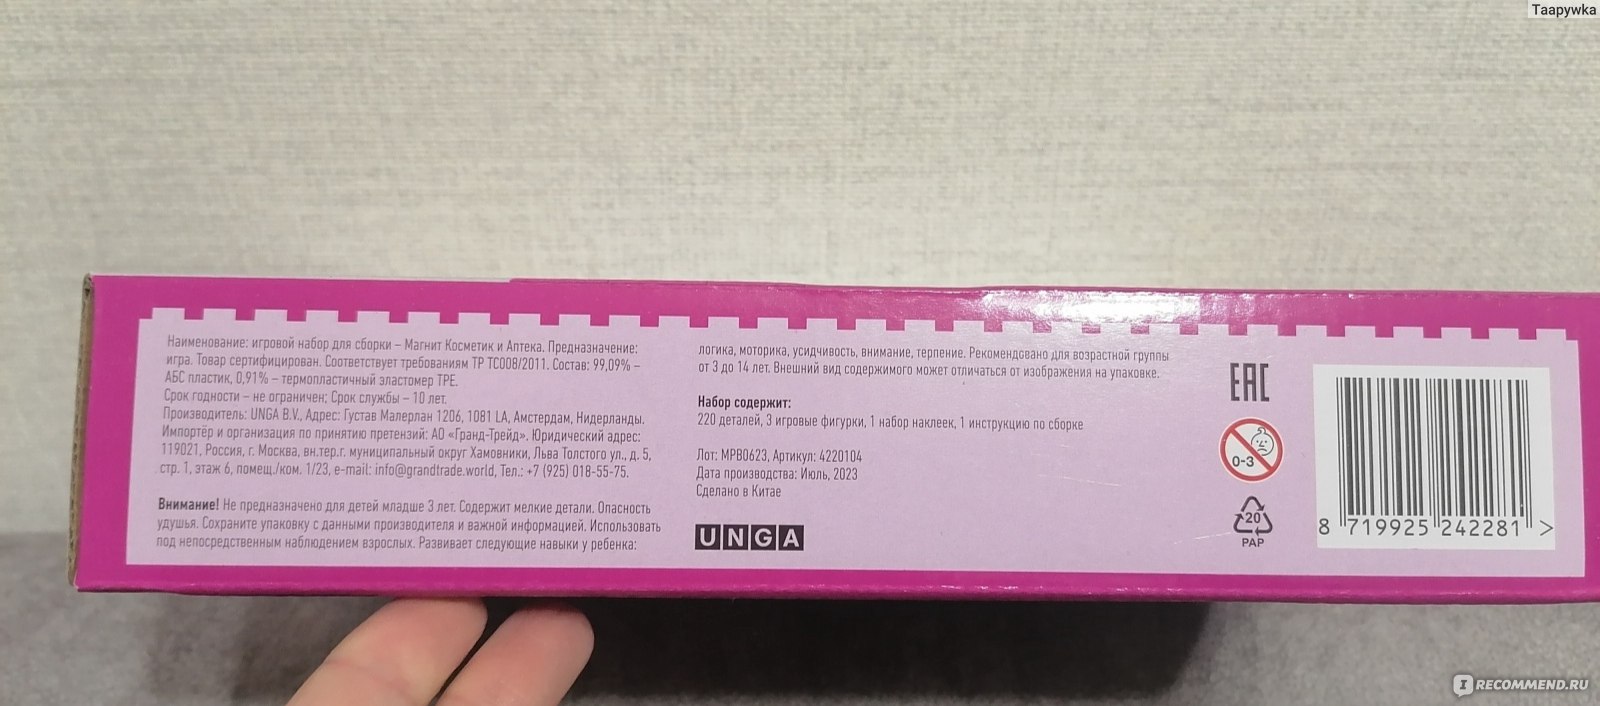 Таарywka
Наименование: игровой набор для сборки – Магнит Косметик и Аптека. Предназначение:
игра. Товар сертифицирован. Соответствует требованиям ТР ТС008/2011. Состав: 99,09% –
АБС пластик, 0,91% – термопластичный эластомер TPE.
Срок годности – не ограничен; Срок службы – 10 лет.
Производитель: UNGA B.V., Адрес: Густав Малерлан 1206, 1081 LA, Амстердам, Нидерланды.
Импортёр и организация по принятию претензий: АО «Гранд-Трейд». Юридический адрес:
119021, Россия, г. Москва, вн.тер.г. муниципальный округ Хамовники, Льва Толстого ул., д. 5,
стр. 1, этаж 6, помещ./ком. 1/23, e-mail: info@grandtrade.world, Тел.: +7 (925) 018-55-75.
Внимание! Не предназначено для детей младше 3 лет. Содержит мелкие детали. Опасность
удушья. Сохраните упаковку с данными производителя и важной информацией. Использовать
под непосредственным наблюдением взрослых. Развивает следующие навыки у ребенка:
логика, моторика, усидчивость, внимание, терпение. Рекомендовано для возрастной группы
от 3 до 14 лет. Внешний вид содержимого может отличаться от изображения на упаковке.
Набор содержит:
220 деталей, 3 игровые фигурки, 1 набор наклеек, 1 инструкцию по сборке
Лот: MPB0623, Артикул: 4220104
Дата производства: Июль, 2023
Сделано в Китае
UNGA
EAC
0-3
20
PAP
8 719925 242281 >
IRECOMMEND.RU